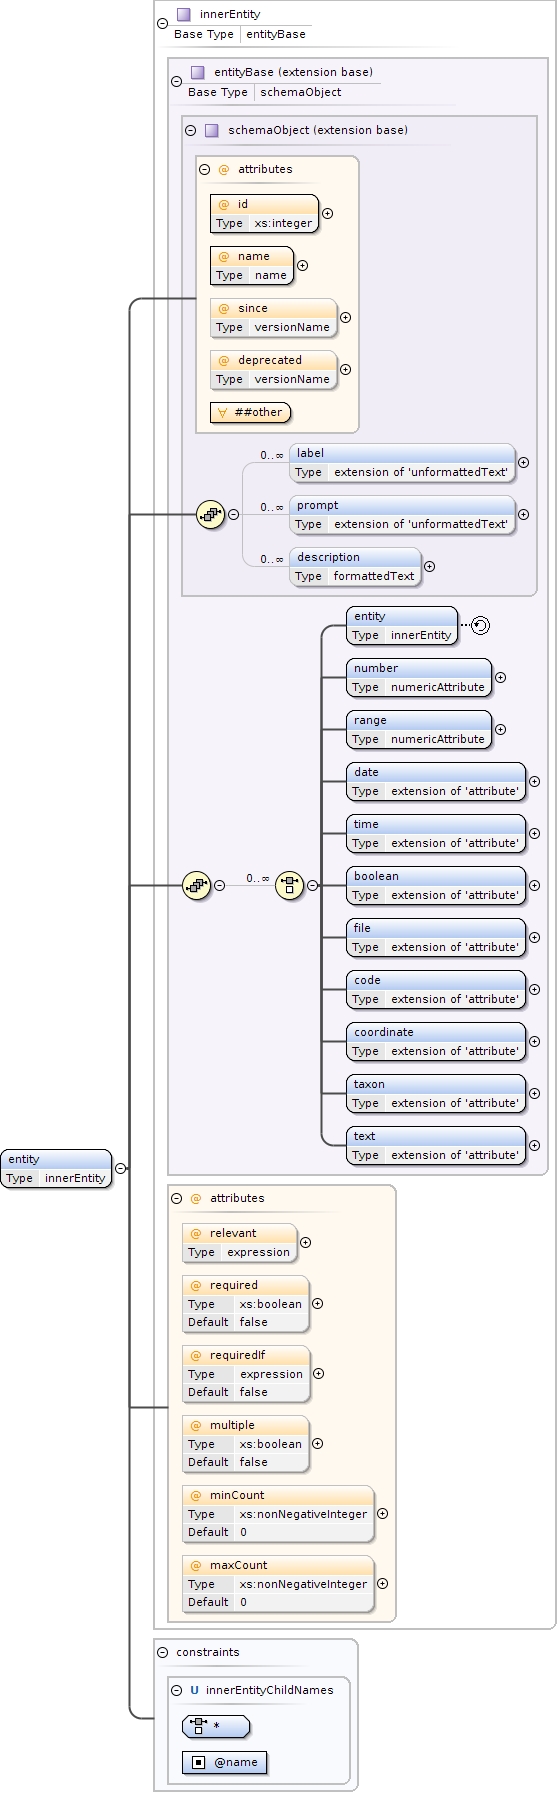 innerEntity
Base Type entityBase
entityBase (extension base)
Base Type schemaObject
schemaObject (extension base)
@ attributes
@ id
Type xs:integer
@ name
Type name
@ since
Type versionName
@ deprecated
Type versionName
∀ ##other
0..∞ label
Type extension of 'unformattedText'
0..∞ prompt
Type extension of 'unformattedText'
0..∞ description
Type formattedText
entity
Type innerEntity
number
Type numericAttribute
range
Type numericAttribute
date
Type extension of 'attribute'
time
Type extension of 'attribute'
0..∞
boolean
Type extension of 'attribute'
file
Type extension of 'attribute'
code
Type extension of 'attribute'
coordinate
Type extension of 'attribute'
taxon
Type extension of 'attribute'
text
Type extension of 'attribute'
entity
Type innerEntity
@ attributes
@ relevant
Type expression
@ required
Type xs:boolean
Default false
@ requiredIf
Type expression
Default false
@ multiple
Type xs:boolean
Default false
@ minCount
Type xs:nonNegativeInteger
Default 0
@ maxCount
Type xs:nonNegativeInteger
Default 0
constraints
U innerEntityChildNames
*
@name